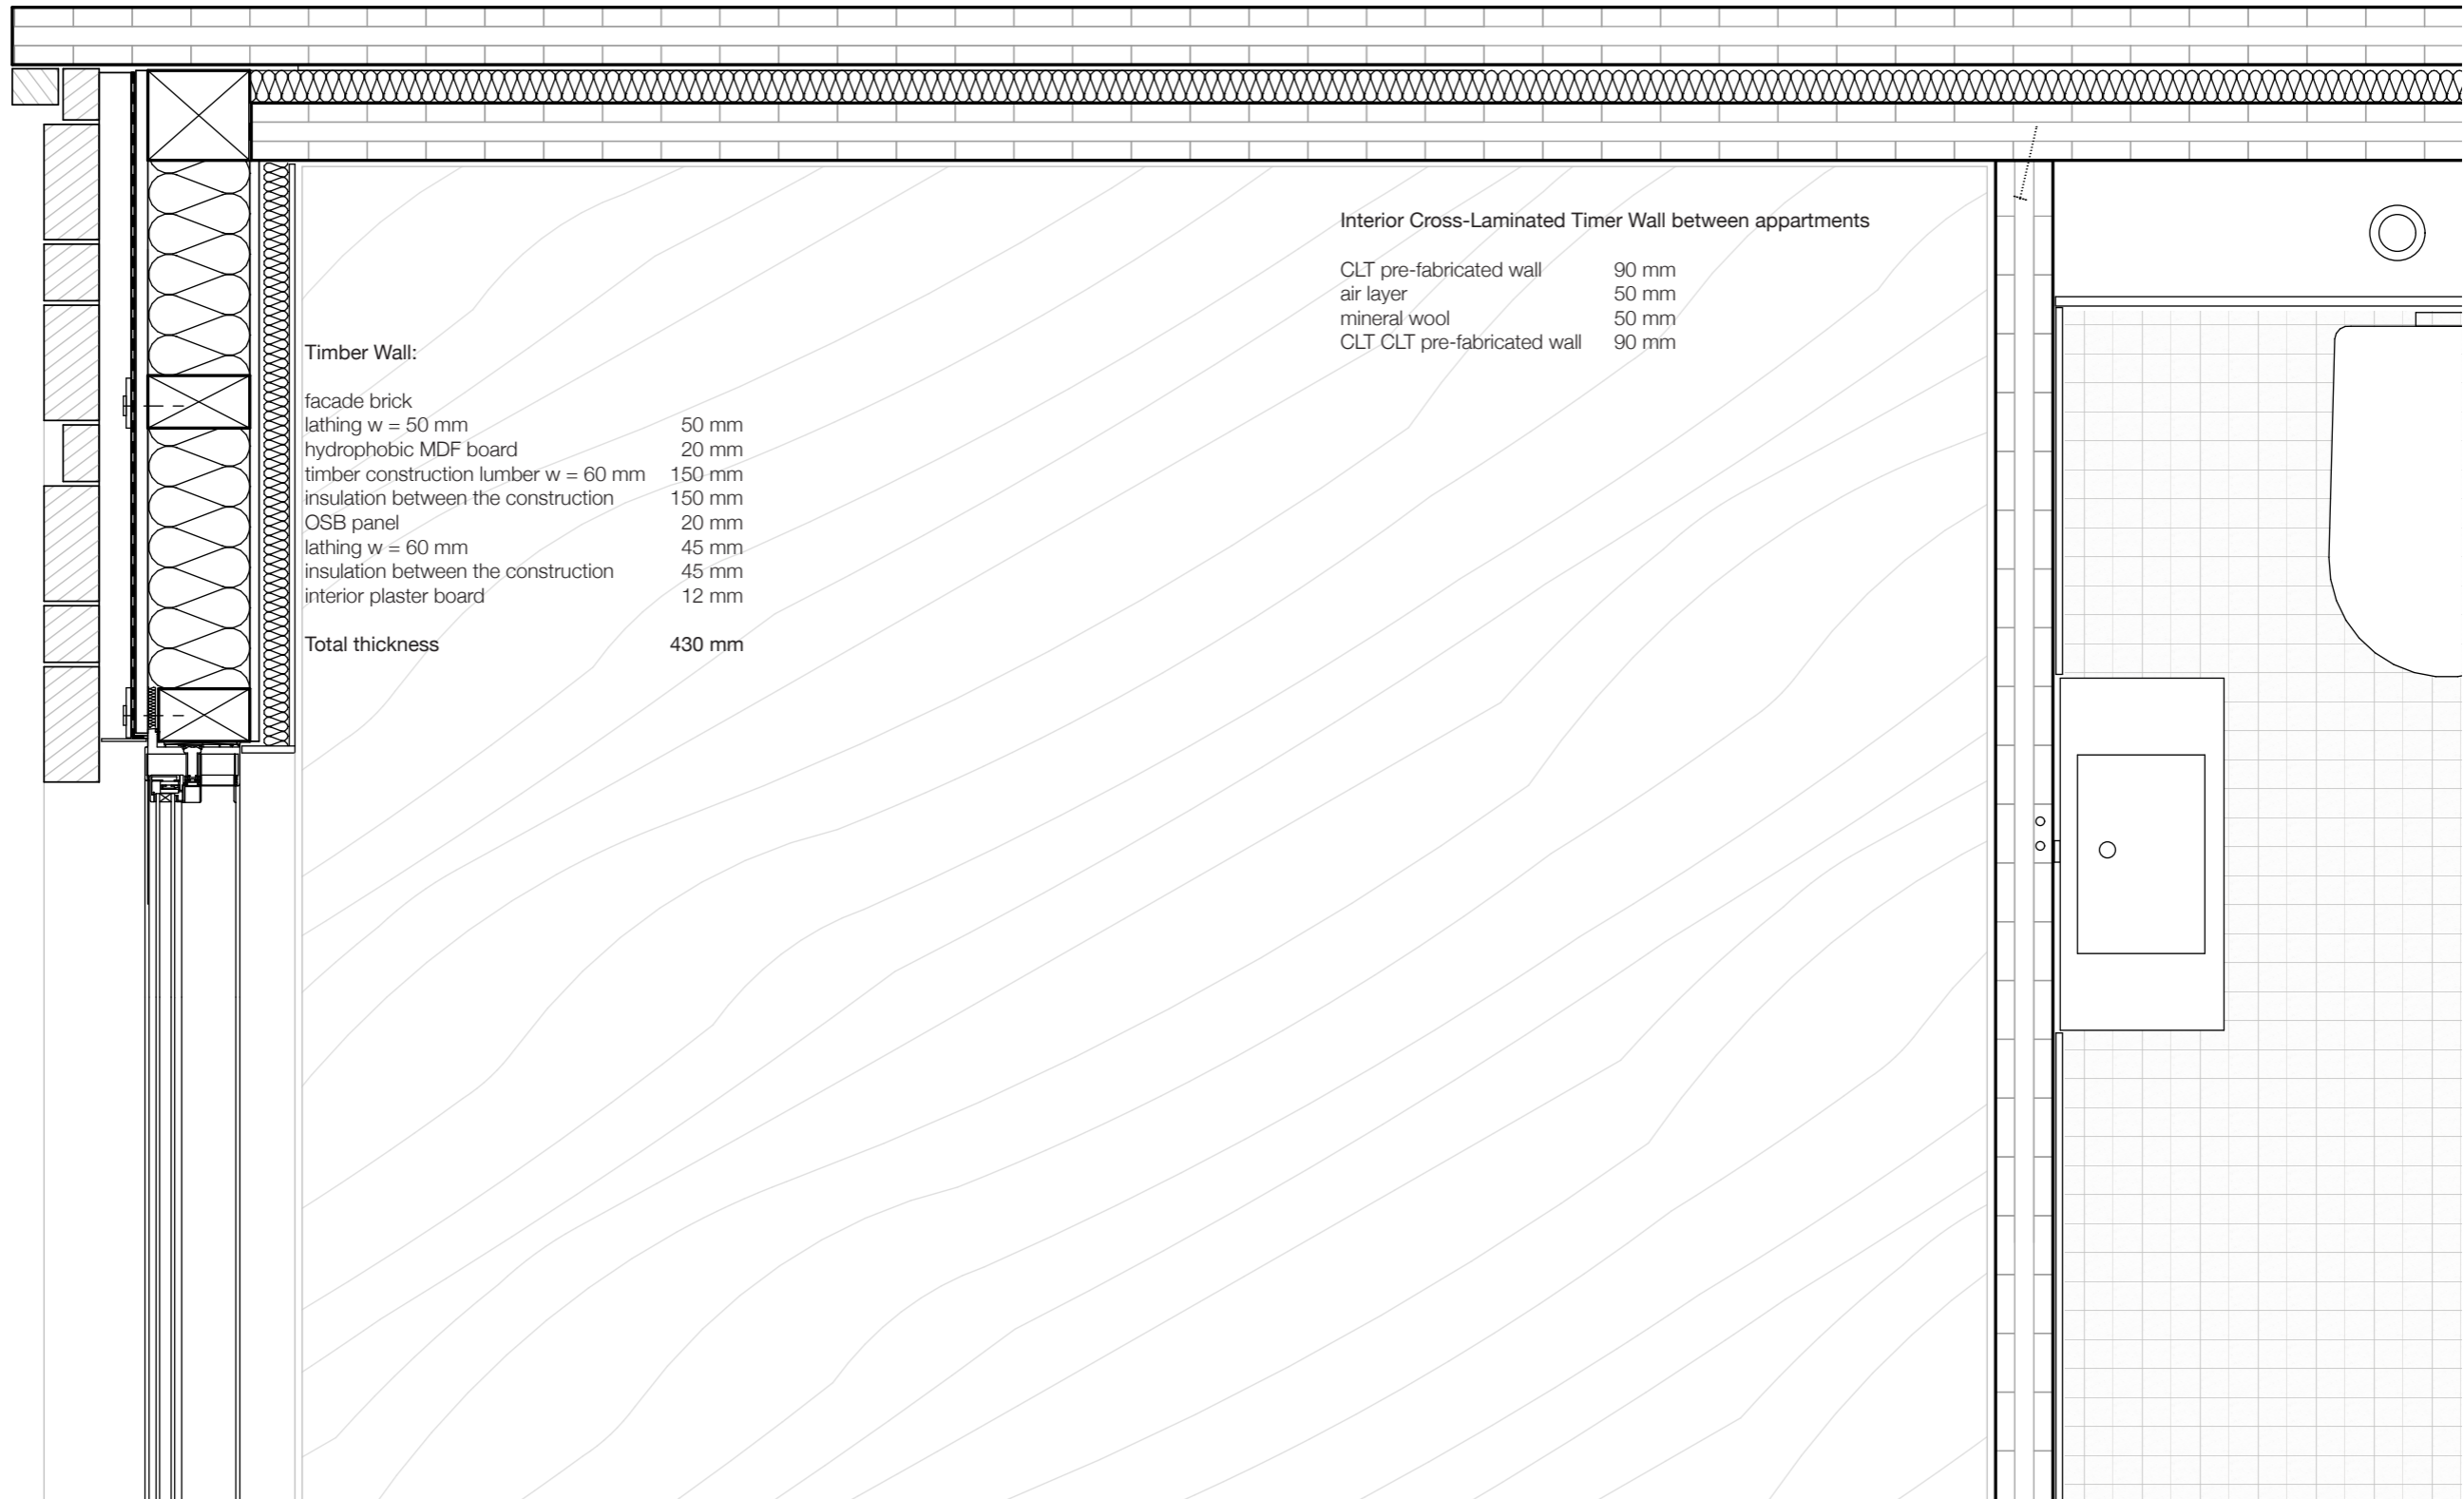 Interior Cross-Laminated Timer Wall between appartments
CLT pre-fabricated wall 90 mm
air layer 50 mm
mineral wool 50 mm
CLT CLT pre-fabricated wall 90 mm
Timber Wall:
facade brick
lathing w = 50 mm 50 mm
hydrophobic MDF board 20 mm
timber construction lumber w = 60 mm 150 mm
insulation between the construction 150 mm
OSB panel 20 mm
lathing w = 60 mm 45 mm
insulation between the construction 45 mm
interior plaster board 12 mm
Total thickness 430 mm